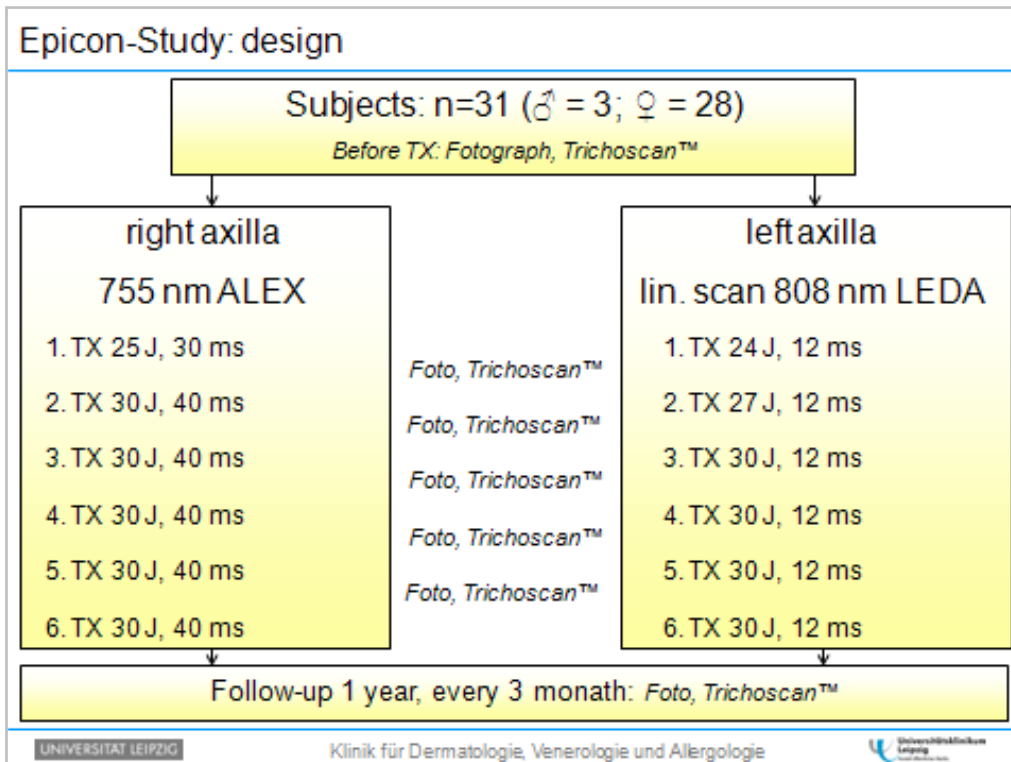 Epicon-Study: design
Subjects: n=31 (♂ = 3; ♀ = 28)
Before TX: Fotograph, Trichoscan™
right axilla
755 nm ALEX
1. TX 25 J, 30 ms
2. TX 30 J, 40 ms
3. TX 30 J, 40 ms
4. TX 30 J, 40 ms
5. TX 30 J, 40 ms
6. TX 30 J, 40 ms
Foto, Trichoscan™
Foto, Trichoscan™
Foto, Trichoscan™
Foto, Trichoscan™
Foto, Trichoscan™
left axilla
lin. scan 808 nm LEDA
1. TX 24 J, 12 ms
2. TX 27 J, 12 ms
3. TX 30 J, 12 ms
4. TX 30 J, 12 ms
5. TX 30 J, 12 ms
6. TX 30 J, 12 ms
Follow-up 1 year, every 3 monath: Foto, Trichoscan™
UNIVERSITÄT LEIPZIG
Klinik für Dermatologie, Venerologie und Allergologie
Universitätsklinikum
Leipzig